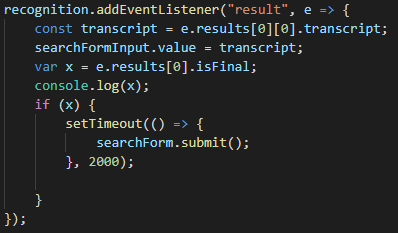 recognition.addEventListener("result", e => {
    const transcript = e.results[0][0].transcript;
    searchFormInput.value = transcript;
    var x = e.results[0].isFinal;
    console.log(x);
    if (x) {
        setTimeout(() => {
            searchForm.submit();
        }, 2000);

    }
});